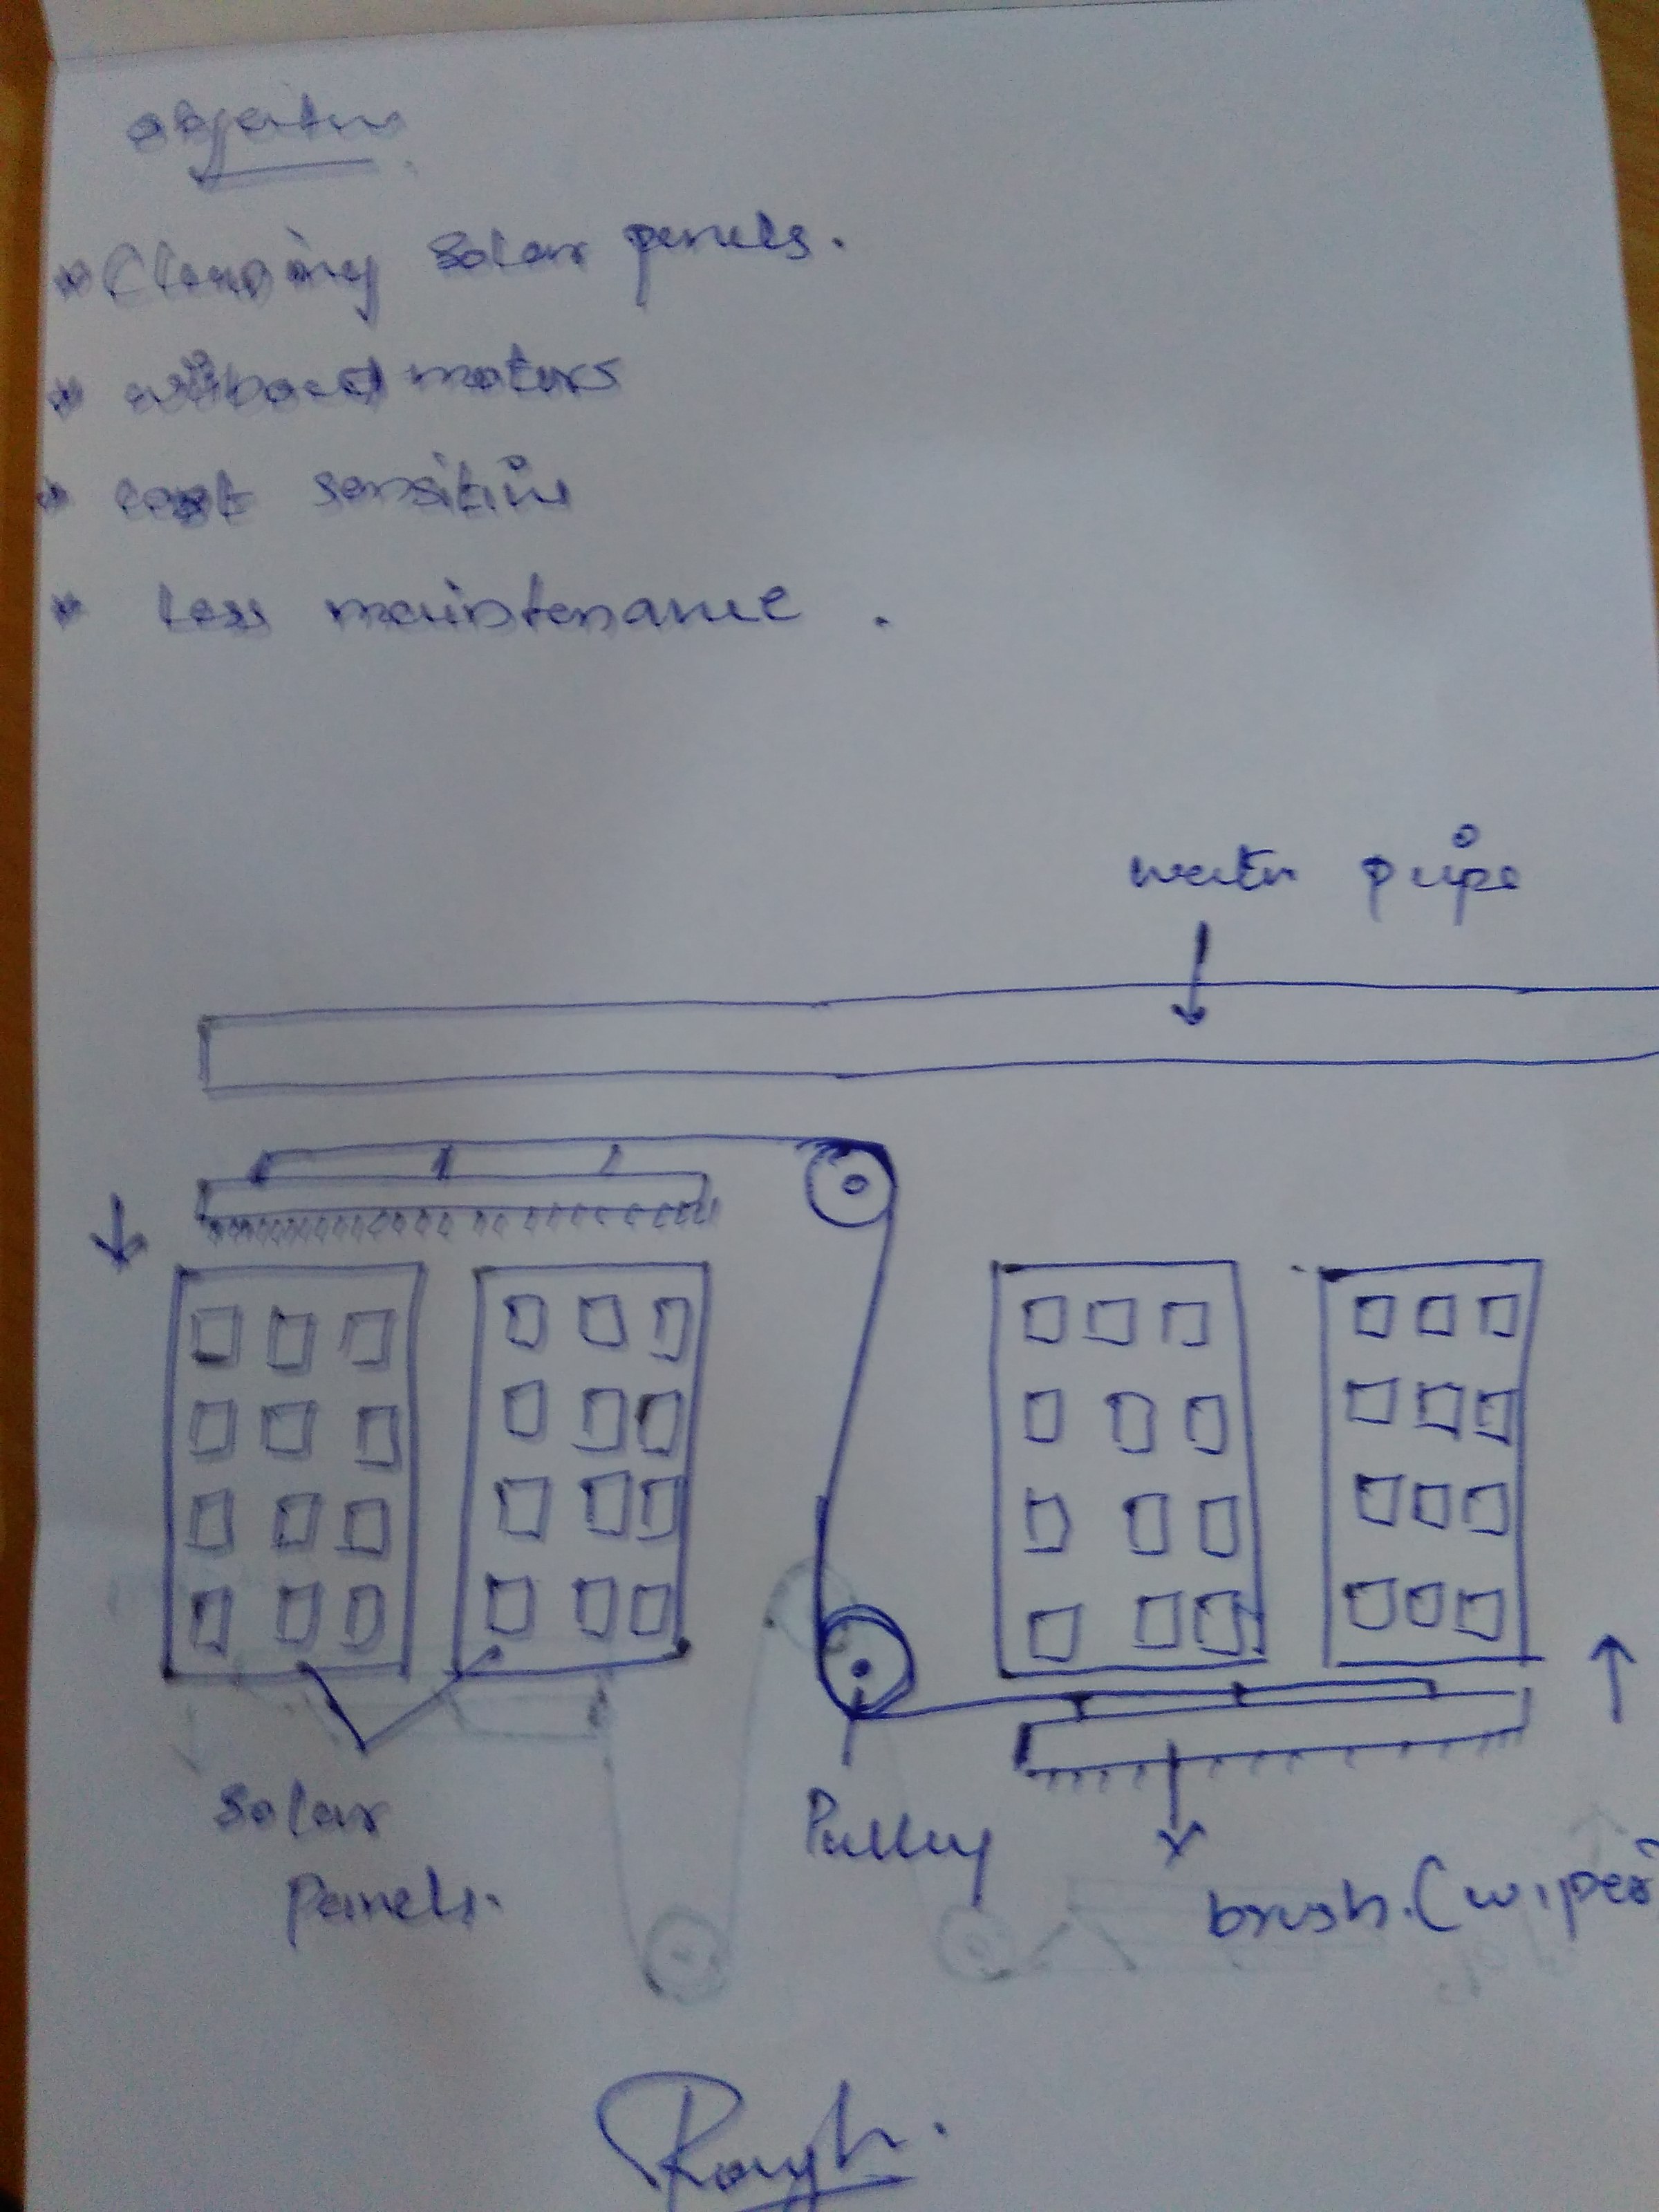 objective
* Cleaning solar panels.
* without motors
* cost sensitive
* Less maintenance .
water pipe
solar
Panels.
Pulley
brush. (wiper)
Rough.